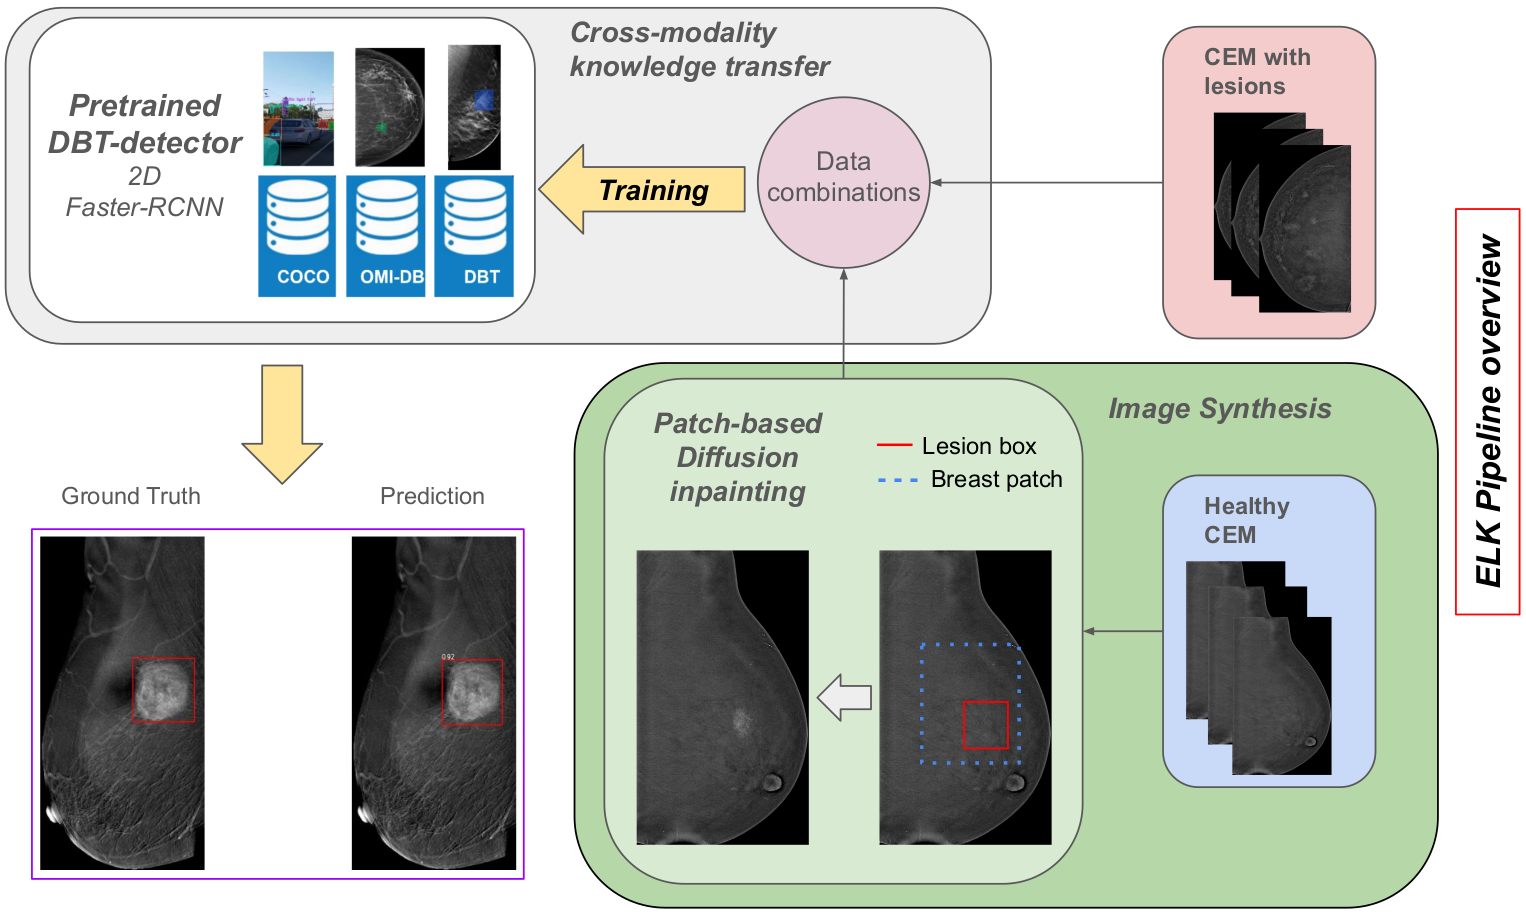 Cross-modality
knowledge transfer
Pretrained
DBT-detector
2D
Faster-RCNN
COCO
OMI-DB
DBT
Training
Data
combinations
CEM with
lesions
ELK Pipeline overview
Image Synthesis
Patch-based
Diffusion
inpainting
Lesion box
Breast patch
Healthy
CEM
Ground Truth
Prediction
0.92